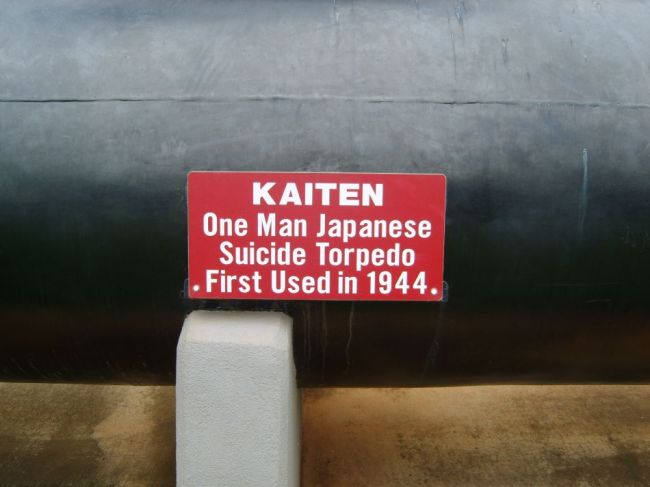 KAITEN
One Man Japanese
Suicide Torpedo
First Used in 1944.